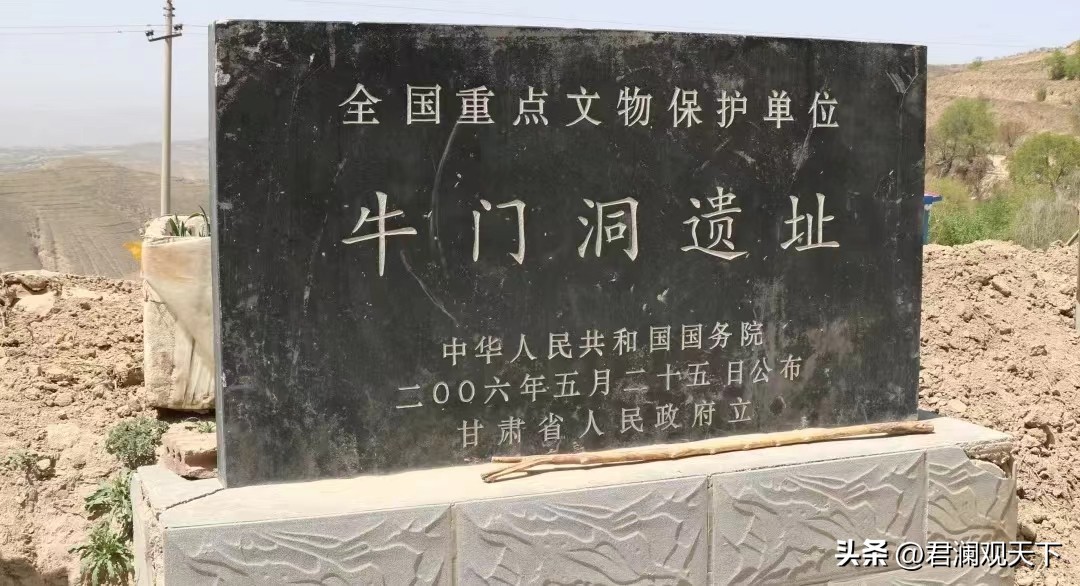 全国重点文物保护单位
牛门洞遗址
中华人民共和国国务院
二〇〇六年五月二十五日公布
甘肃省人民政府立
头条 @君澜观天下